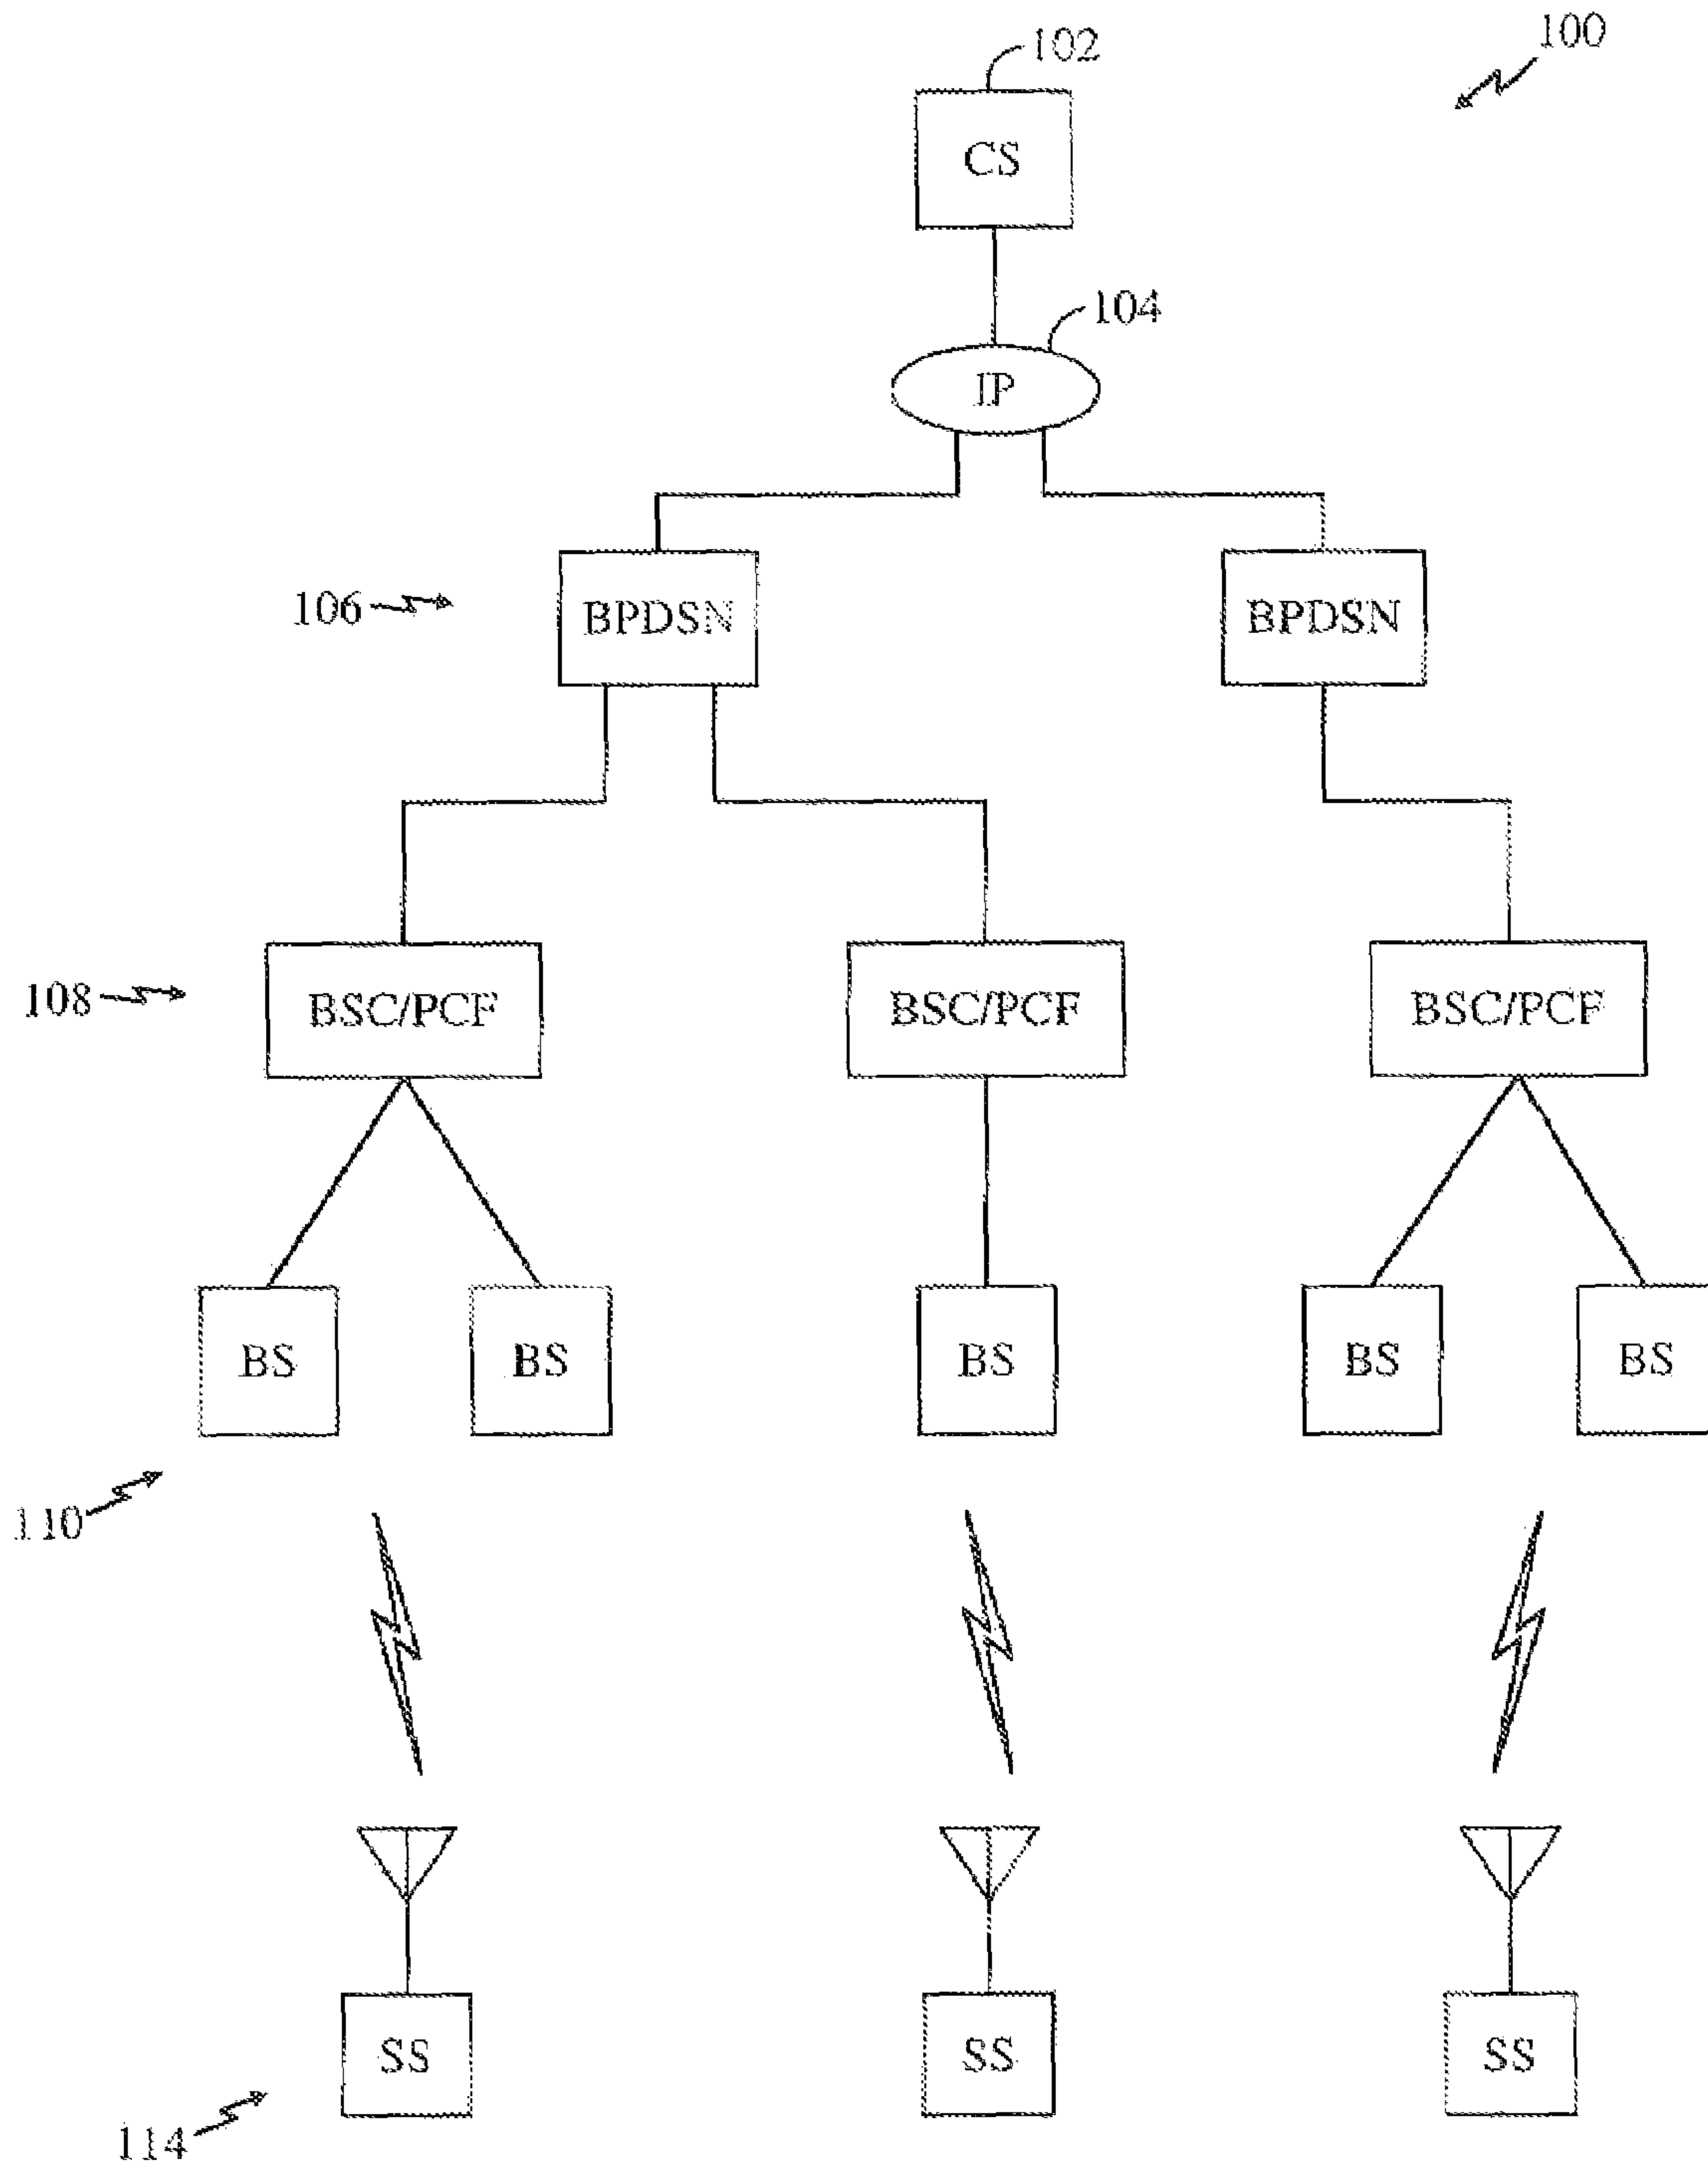 102
100
CS
104
IP
106
BPDSN
BPDSN
108
BSC/PCF
BSC/PCF
BSC/PCF
BS
BS
BS
BS
BS
110
SS
SS
SS
114